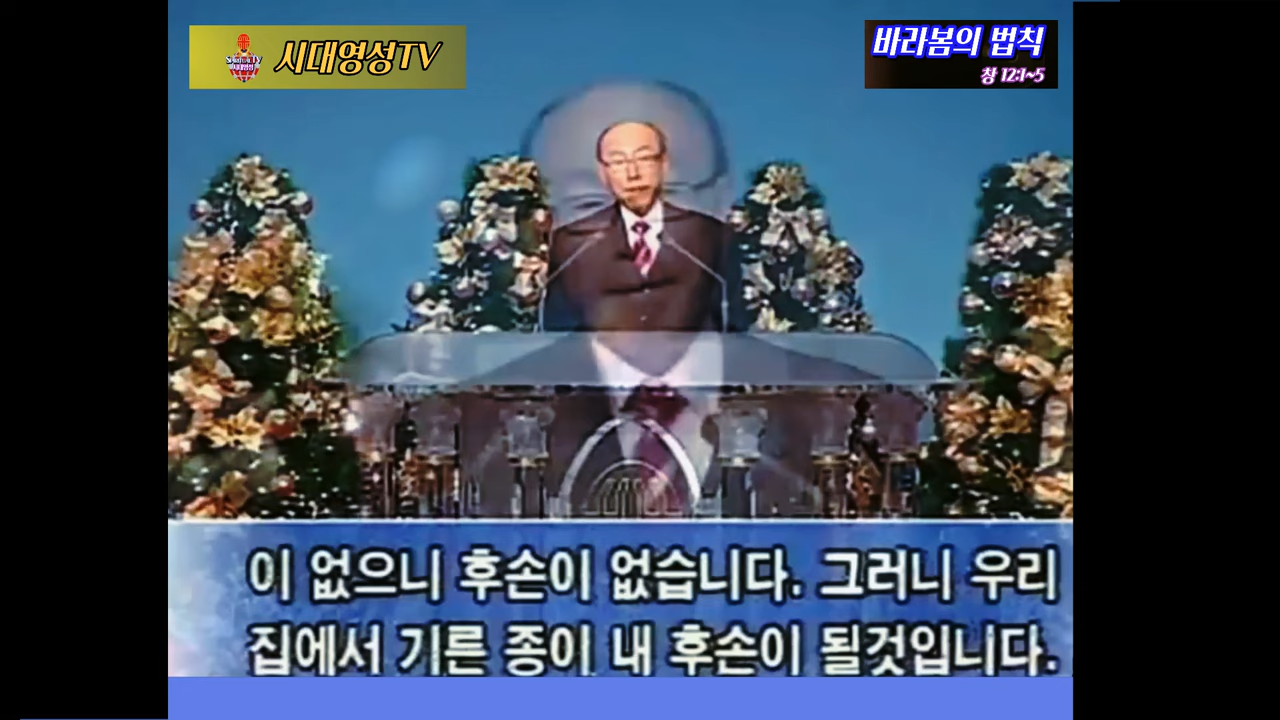 시대영성TV
바라봄의 법칙
창 12:1~5
이 없으니 후손이 없습니다. 그러니 우리
집에서 기른 종이 내 후손이 될것입니다.